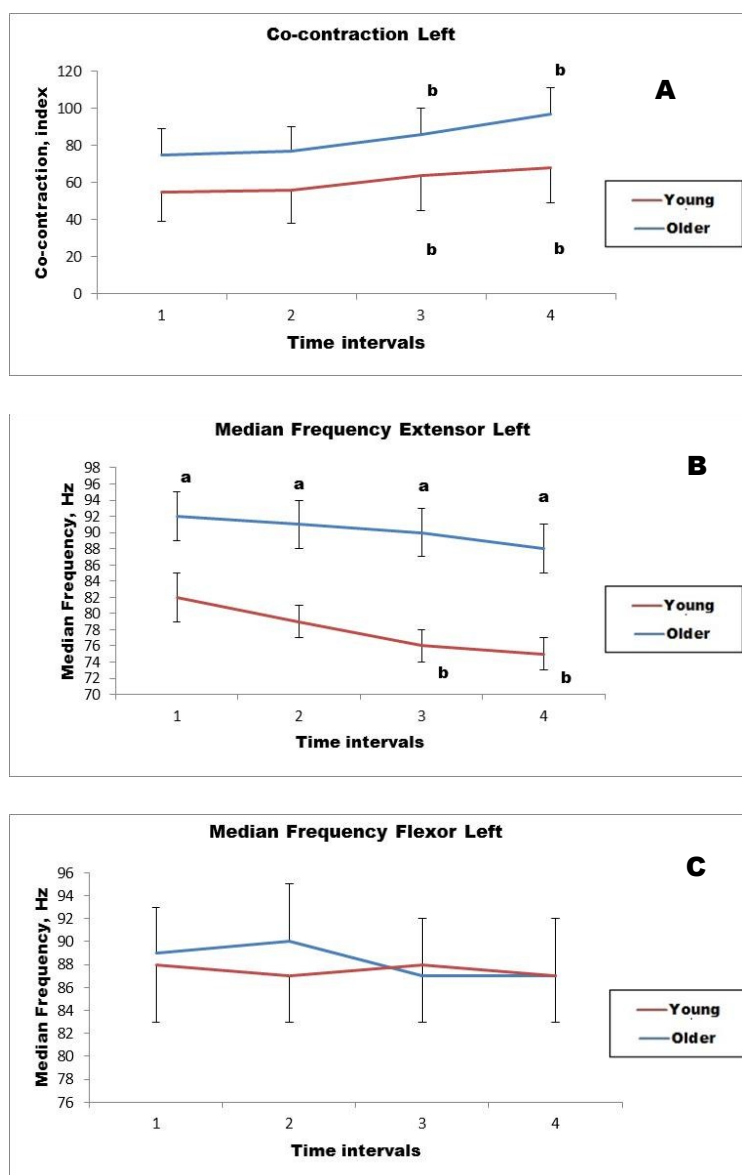 Co-contraction Left
A
Co-contraction, index
120
100
80
60
40
20
0
b
b
b
b
1 2 3 4
Time intervals
Young
Older
Median Frequency Extensor Left
B
Median Frequency, Hz
98
96
94
92
90
88
86
84
82
80
78
76
74
72
70
a
a
a
a
b
b
1 2 3 4
Time intervals
Young
Older
Median Frequency Flexor Left
C
Median Frequency, Hz
96
94
92
90
88
86
84
82
80
78
76
1 2 3 4
Time intervals
Young
Older